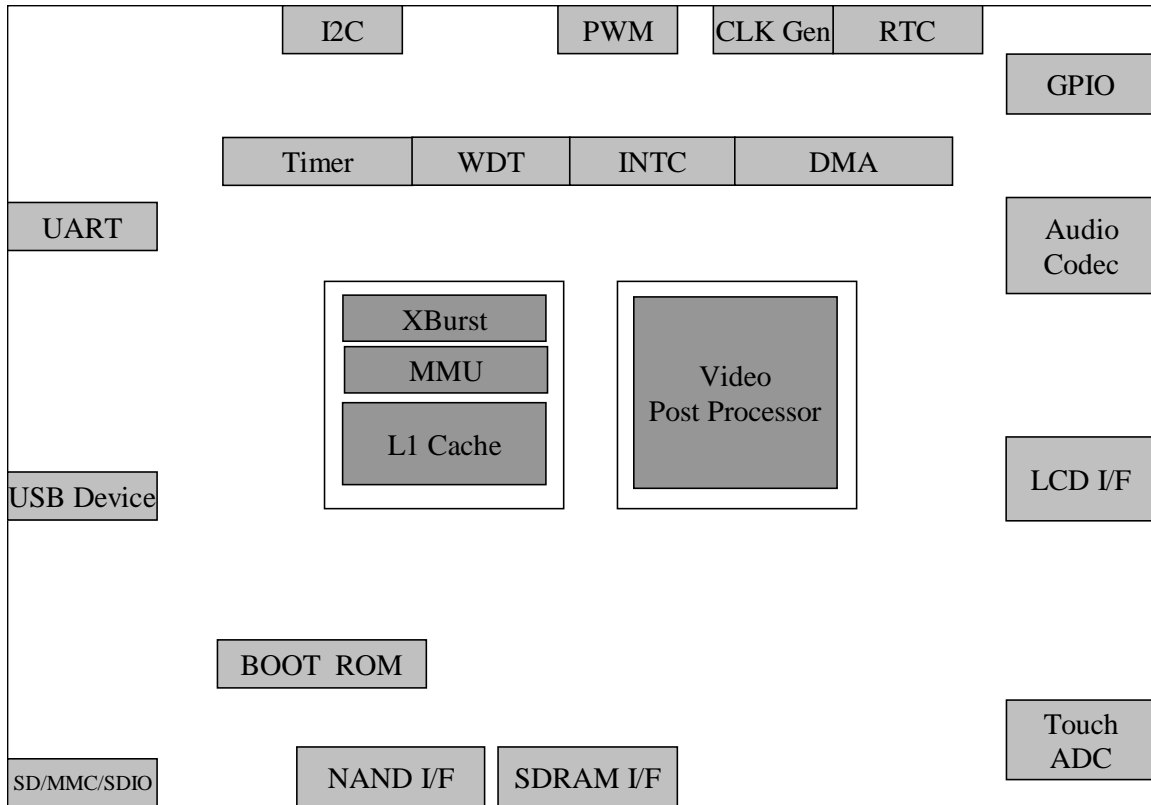 I2C
PWM
CLK Gen
RTC
GPIO
Timer
WDT
INTC
DMA
UART
Audio
Codec
XBurst
MMU
L1 Cache
Video
Post Processor
USB Device
LCD I/F
BOOT ROM
Touch
ADC
SD/MMC/SDIO
NAND I/F
SDRAM I/F